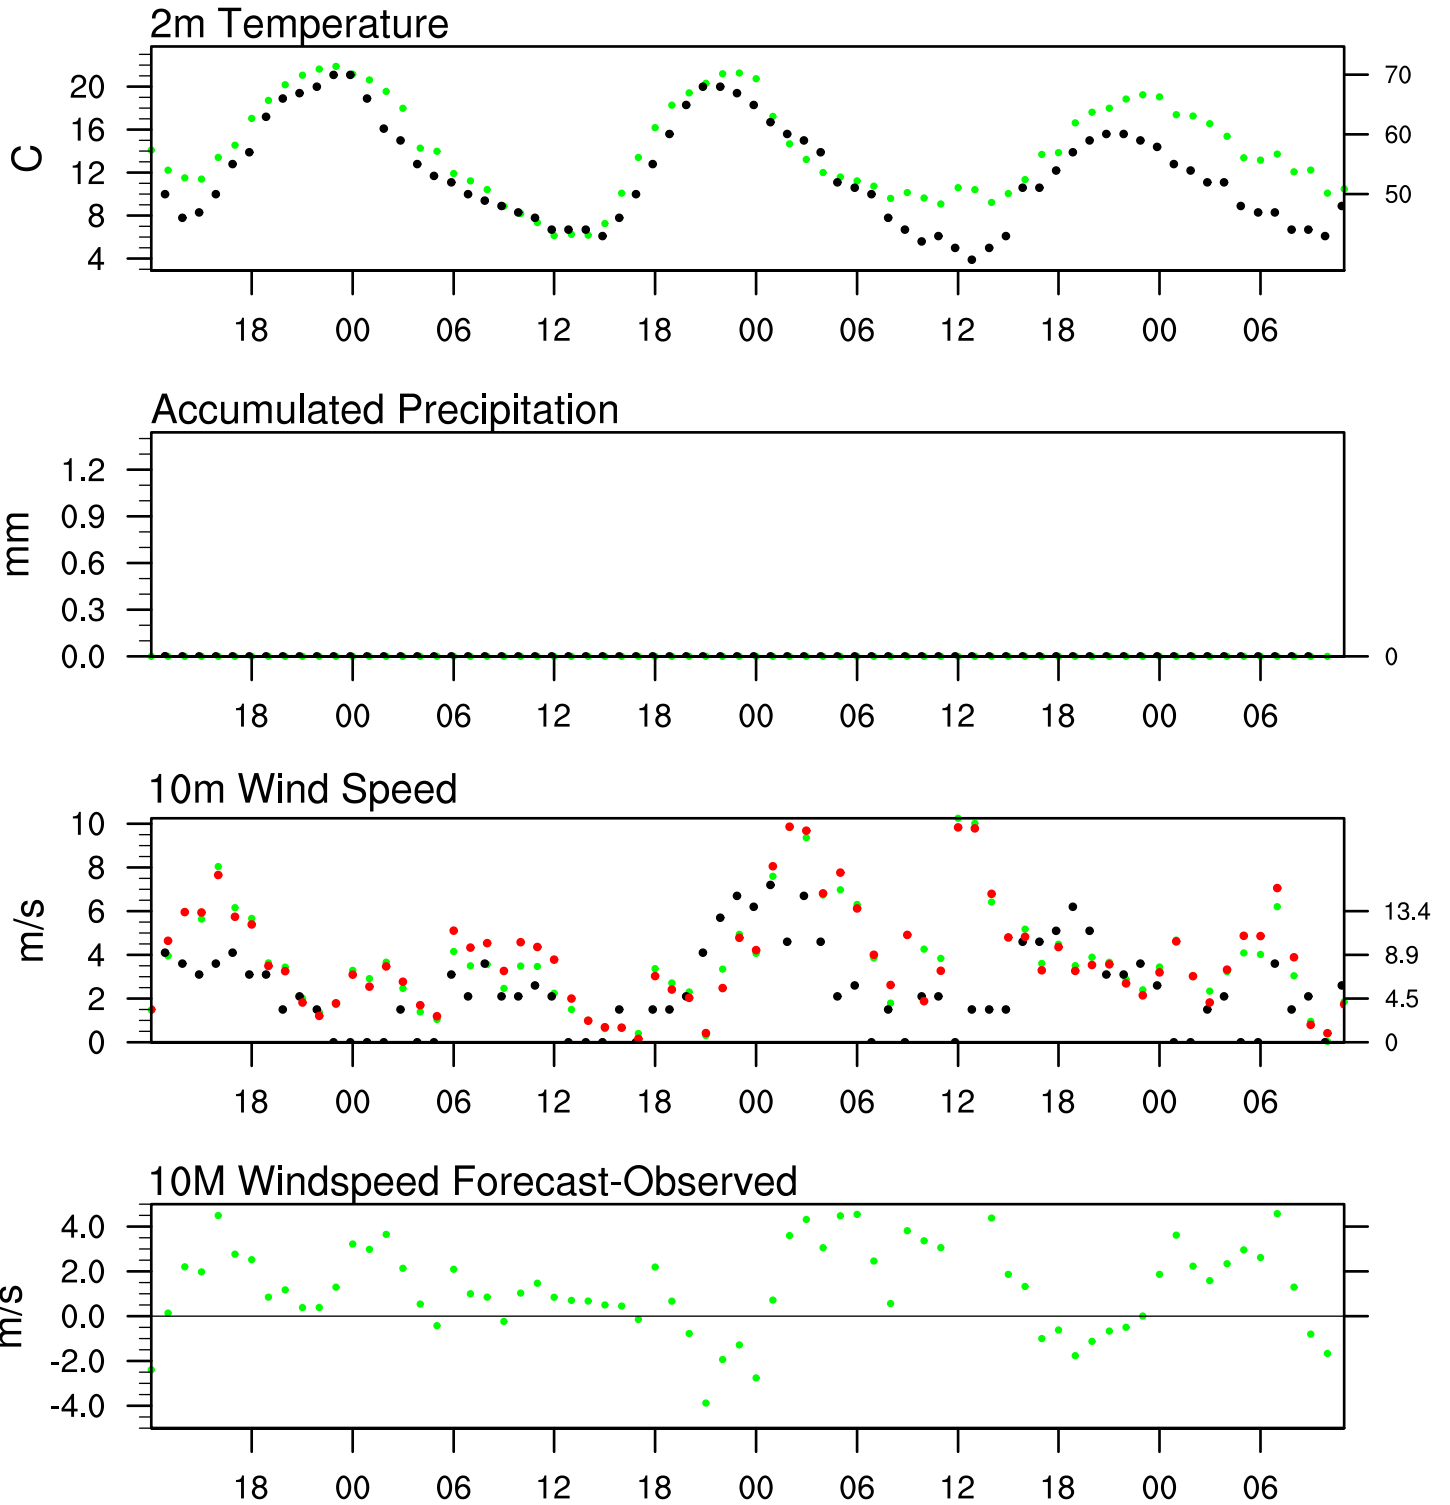 2m Temperature
20
16
12
8
4
C
70
60
50
18 00 06 12 18 00 06 12 18 00 06
Accumulated Precipitation
1.2
0.9
0.6
0.3
0.0
mm
0
18 00 06 12 18 00 06 12 18 00 06
10m Wind Speed
10
8
6
4
2
0
m/s
13.4
8.9
4.5
0
18 00 06 12 18 00 06 12 18 00 06
10M Windspeed Forecast-Observed
4.0
2.0
0.0
-2.0
-4.0
m/s
18 00 06 12 18 00 06 12 18 00 06